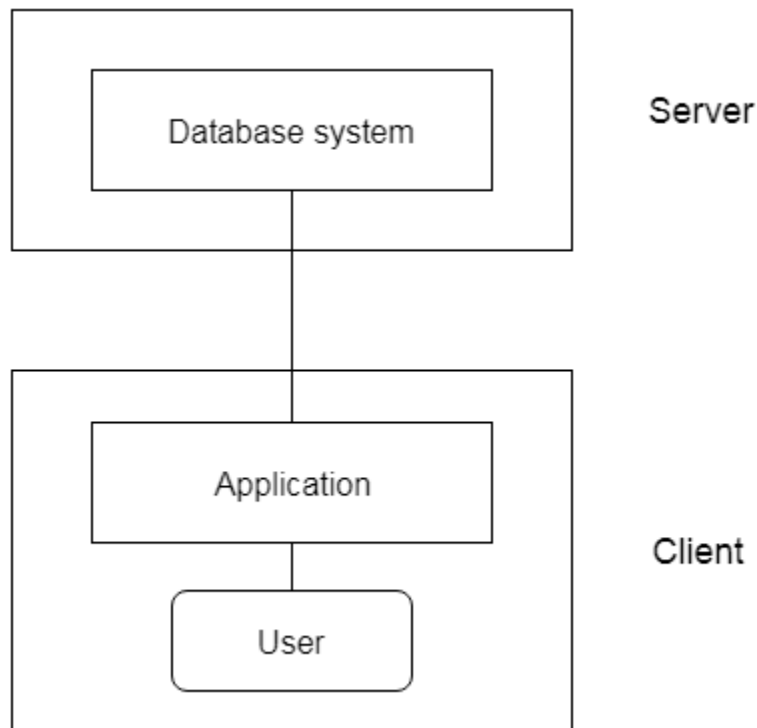 Database system
Server
Application
Client
User